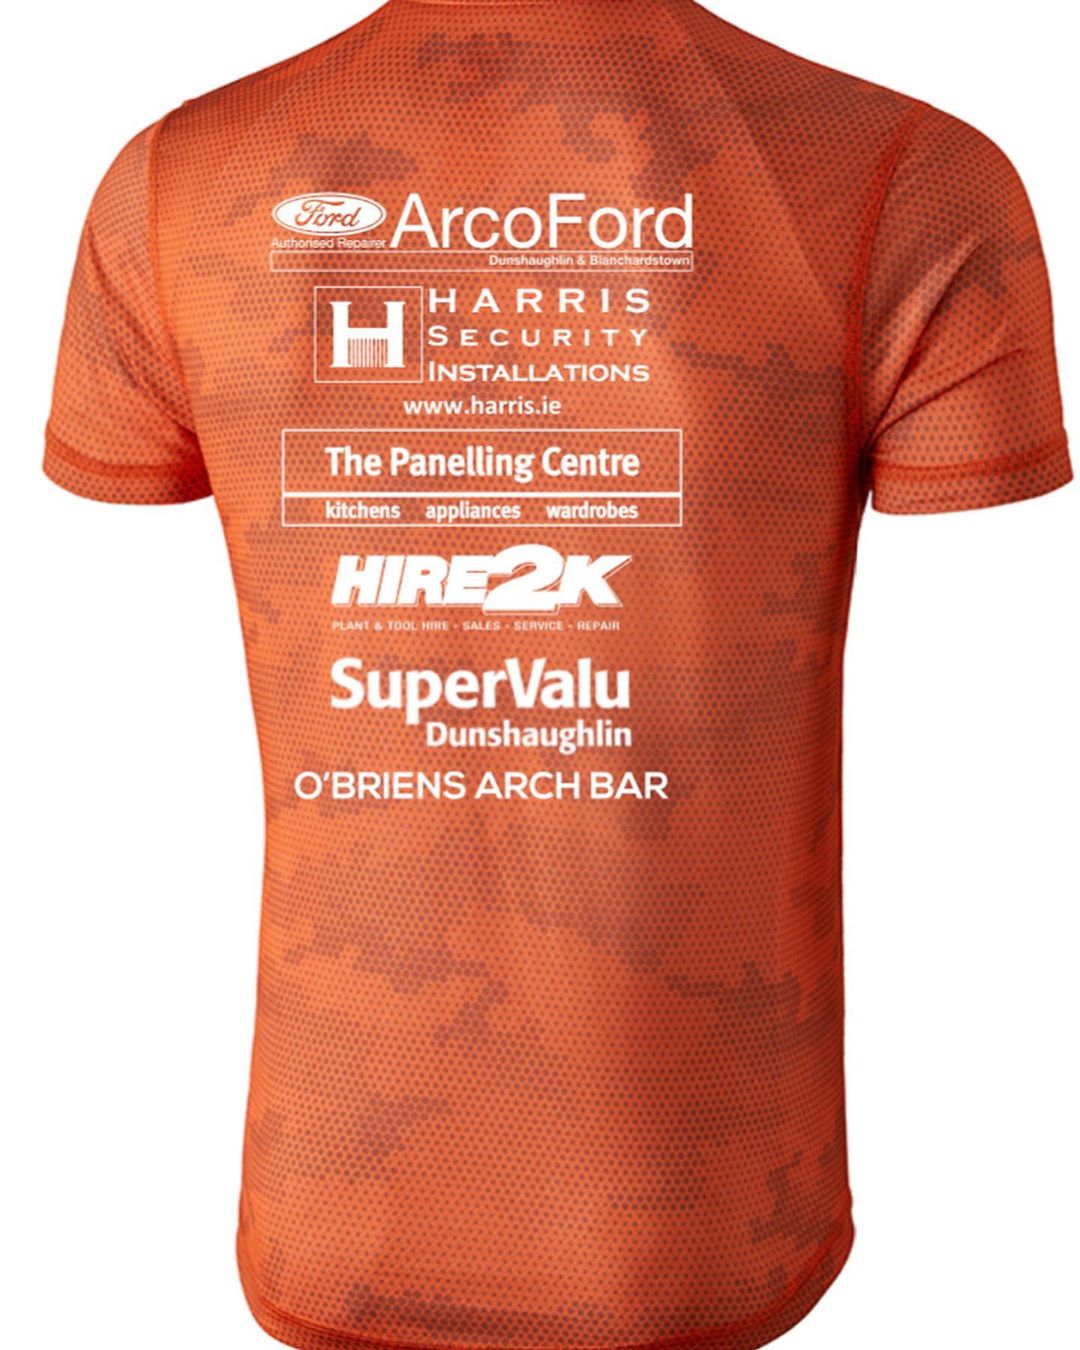 Ford ArcoFord
Authorised Repairer
Dunshaughlin & Blanchardstown
H HARRIS
SECURITY
INSTALLATIONS
www.harris.ie
The Panelling Centre
kitchens appliances wardrobes
HIRE2K
PLANT & TOOL HIRE - SALES - SERVICE - REPAIR
SuperValu
Dunshaughlin
O'BRIENS ARCH BAR